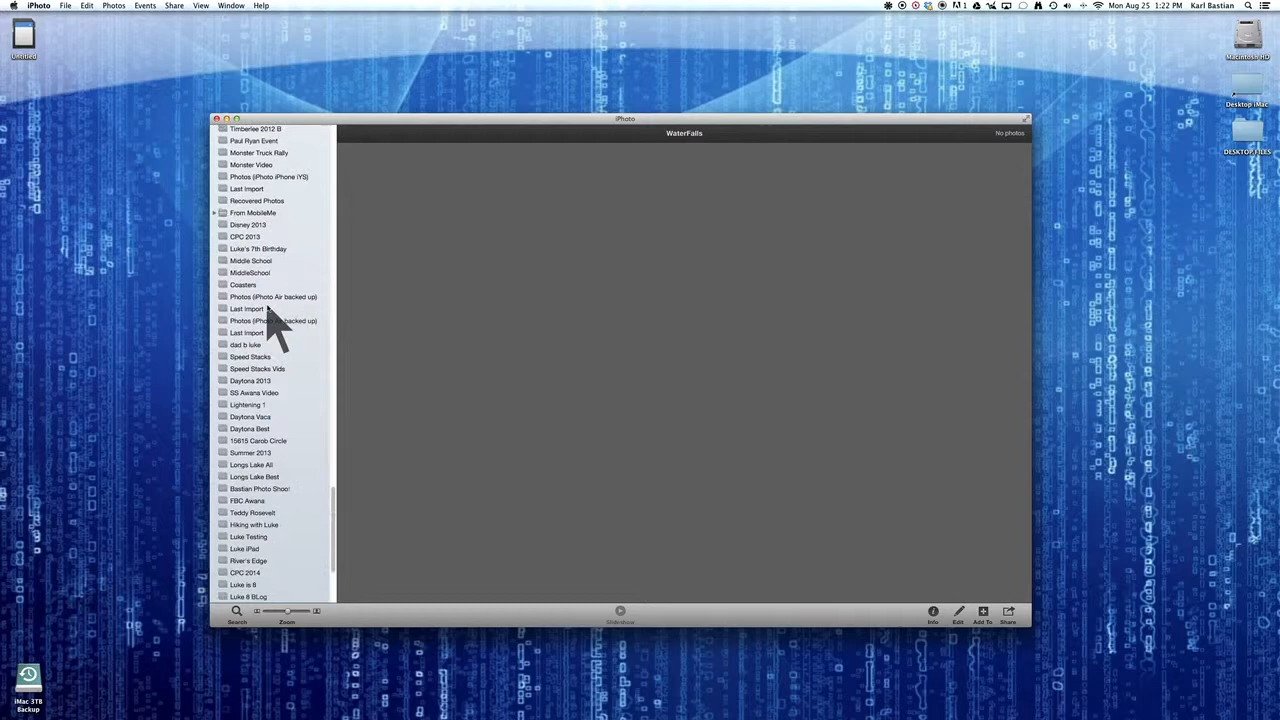 iPhoto File Edit Photos Events Share View Window Help 1 Mon Aug 25 1:22 PM Karl Bastian
Untitled
Macintosh HD
Desktop iMac
DESKTOP FILES
iPhoto
WaterFalls
No photos
Timberlee 2012 B
Paul Ryan Event
Monster Truck Rally
Monster Video
Photos (iPhoto iPhone iYS)
Last Import
Recovered Photos
From MobileMe
Disney 2013
CPC 2013
Luke's 7th Birthday
Middle School
MiddleSchool
Coasters
Photos (iPhoto Air backed up)
Last Import
Photos backed up)
Last Import
dad b luke
Speed Stacks
Speed Stacks Vids
Daytona 2013
SS Awana Video
Lightening 1
Daytona Vaca
Daytona Best
15615 Carob Circle
Summer 2013
Longs Lake All
Longs Lake Best
Bastian Photo Shoot
FBC Awana
Teddy Rosevelt
Hiking with Luke
Luke Testing
Luke iPad
River's Edge
CPC 2014
Luke is 8
Luke 8 BLog
Search
Zoom
Slideshow
Info
Edit
Add To
Share
iMac 3TB
Backup